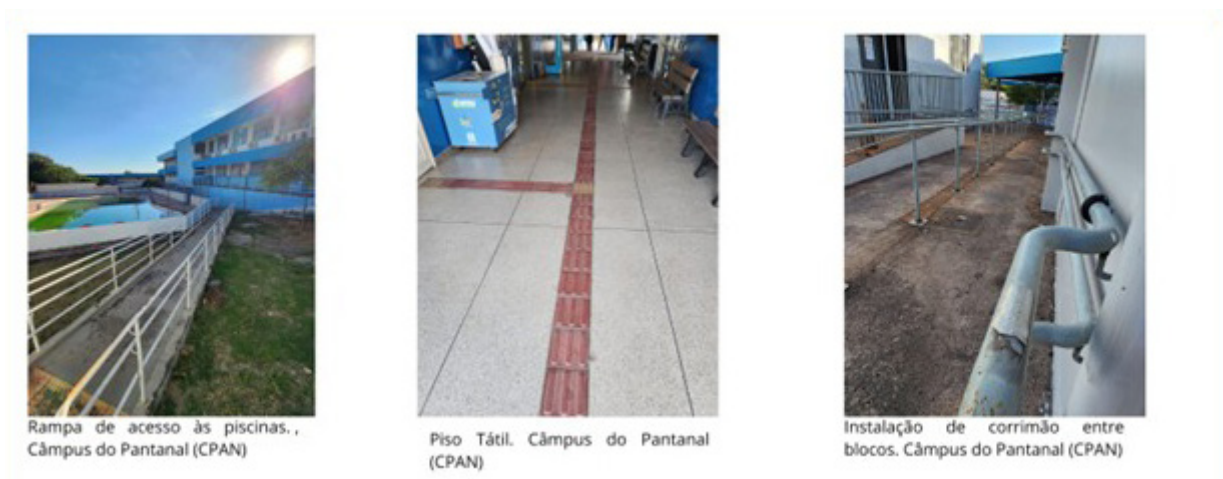 Rampa de acesso às piscinas. ,
Câmpus do Pantanal (CPAN)
Piso Tátil. Câmpus do Pantanal
(CPAN)
Instalação de corrimão entre
blocos. Câmpus do Pantanal (CPAN)